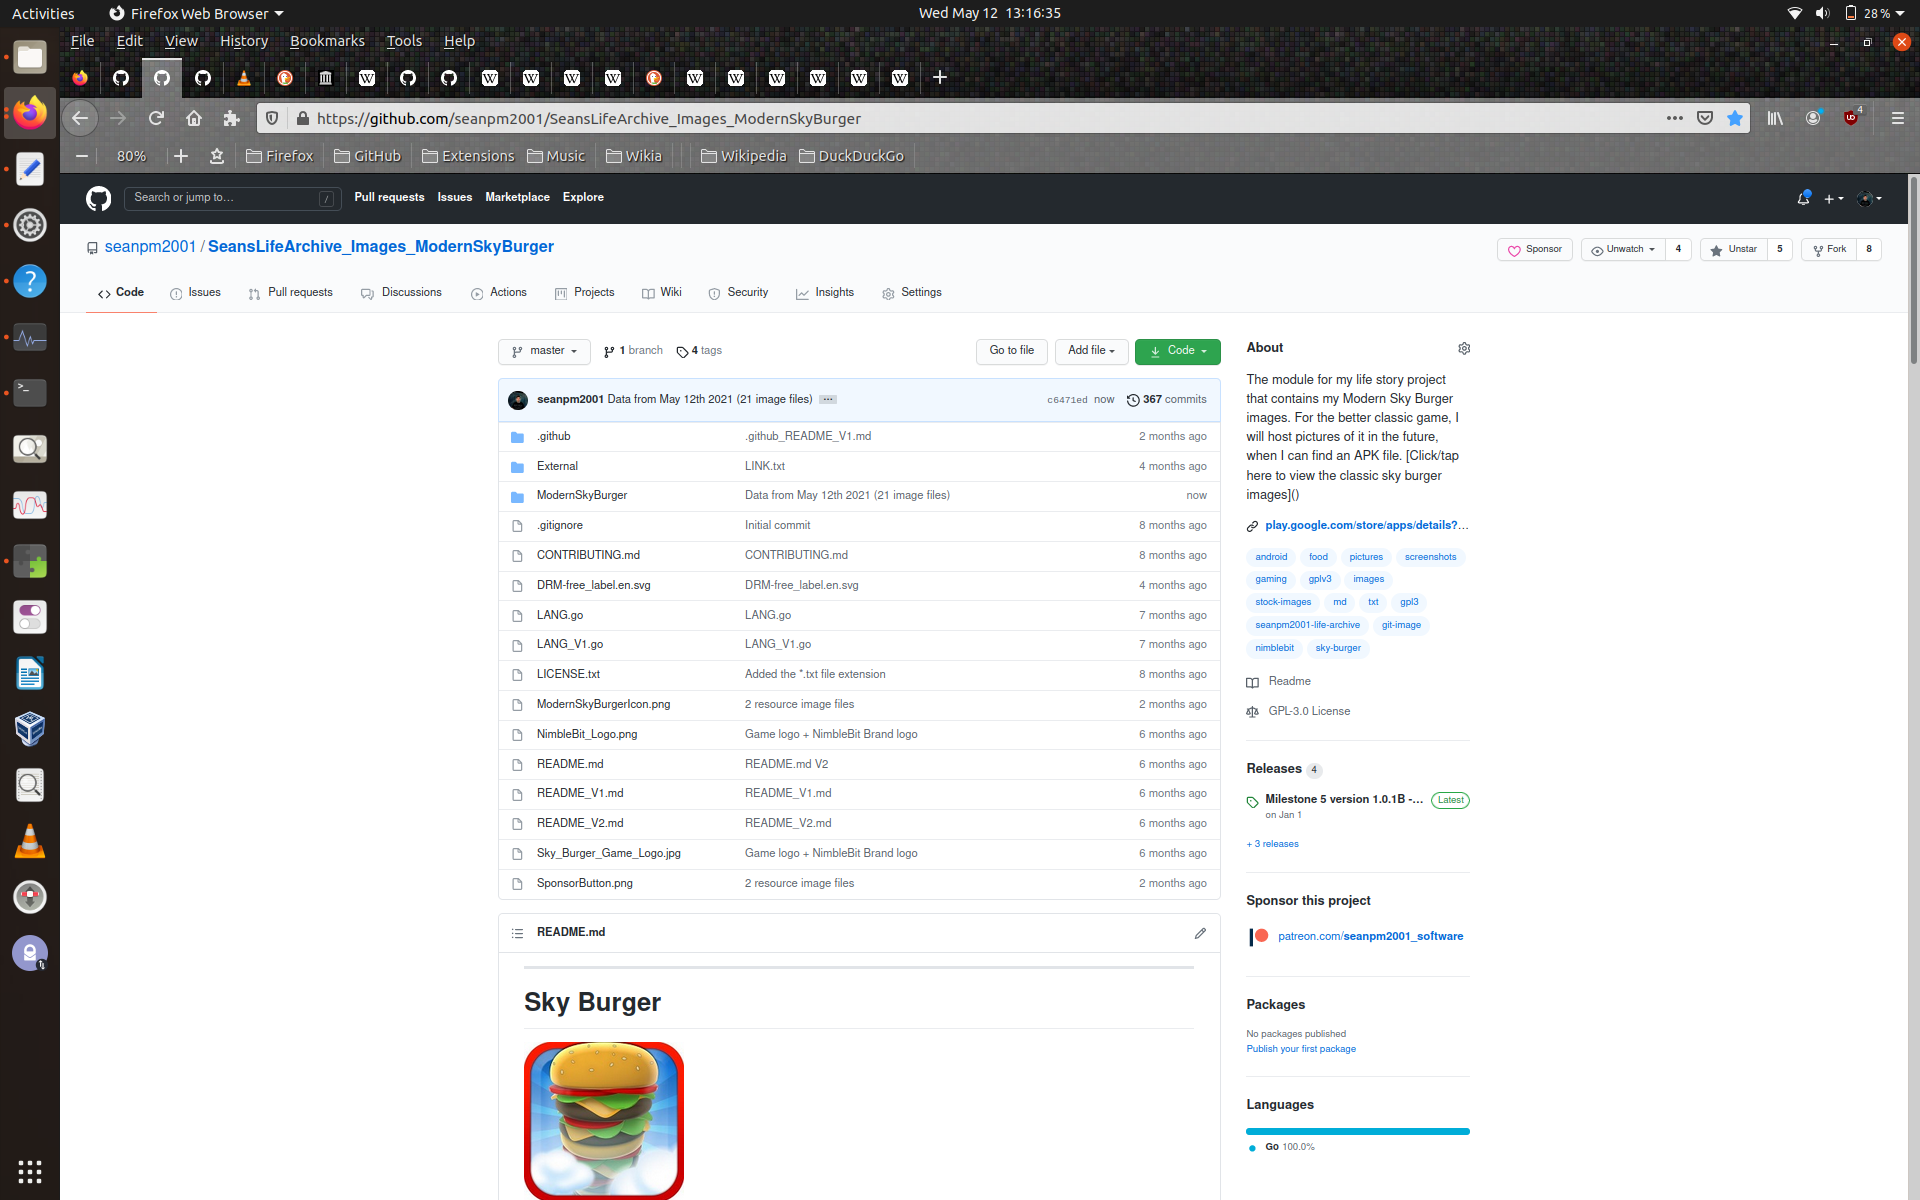 Activities
Firefox Web Browser
Wed May 12 13:16:35
28 %
File Edit View History Bookmarks Tools Help
https://github.com/seanpm2001/SeansLifeArchive_Images_ModernSkyBurger
4
80%
Firefox GitHub Extensions Music Wikia Wikipedia DuckDuckGo
Search or jump to… /
Pull requests Issues Marketplace Explore
seanpm2001 / SeansLifeArchive_Images_ModernSkyBurger
Sponsor Unwatch 4 Unstar 5 Fork 8
Code Issues Pull requests Discussions Actions Projects Wiki Security Insights Settings
master 1 branch 4 tags Go to file Add file Code
seanpm2001 Data from May 12th 2021 (21 image files) ... c6471ed now 367 commits
.github .github_README_V1.md 2 months ago
External LINK.txt 4 months ago
ModernSkyBurger Data from May 12th 2021 (21 image files) now
.gitignore Initial commit 8 months ago
CONTRIBUTING.md CONTRIBUTING.md 8 months ago
DRM-free_label.en.svg DRM-free_label.en.svg 4 months ago
LANG.go LANG.go 7 months ago
LANG_V1.go LANG_V1.go 7 months ago
LICENSE.txt Added the *.txt file extension 8 months ago
ModernSkyBurgerIcon.png 2 resource image files 2 months ago
NimbleBit_Logo.png Game logo + NimbleBit Brand logo 6 months ago
README.md README.md V2 6 months ago
README_V1.md README_V1.md 6 months ago
README_V2.md README_V2.md 6 months ago
Sky_Burger_Game_Logo.jpg Game logo + NimbleBit Brand logo 6 months ago
SponsorButton.png 2 resource image files 2 months ago
README.md
Sky Burger
About
The module for my life story project
that contains my Modern Sky Burger
images. For the better classic game, I
will host pictures of it in the future,
when I can find an APK file. [Click/tap
here to view the classic sky burger
images]()
play.google.com/store/apps/details?…
android food pictures screenshots
gaming gplv3 images
stock-images md txt gpl3
seanpm2001-life-archive git-image
nimblebit sky-burger
Readme
GPL-3.0 License
Releases 4
Milestone 5 version 1.0.1B -… Latest
on Jan 1
+ 3 releases
Sponsor this project
patreon.com/seanpm2001_software
Packages
No packages published
Publish your first package
Languages
Go 100.0%